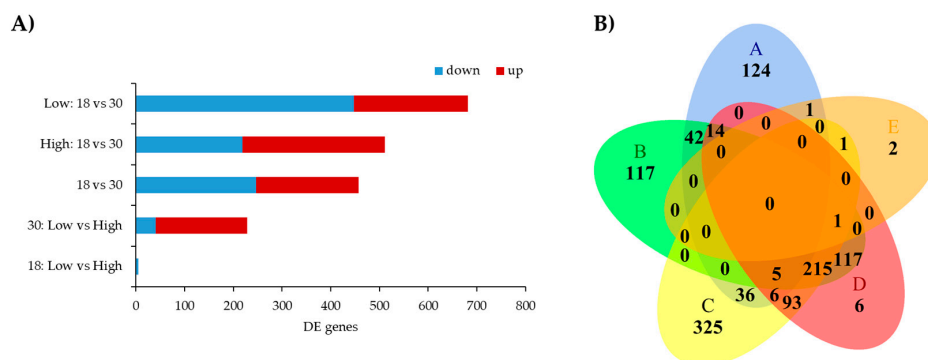 A)
down up
Low: 18 vs 30
High: 18 vs 30
18 vs 30
30: Low vs High
18: Low vs High
0 100 200 300 400 500 600 700 800
DE genes
B)
A
124
0 1
42 14 0 0 E
B 0 0 1 2
117
0 0
0 0 1 0
0 0 0
0 0 5 215 117
36 6 93 D
C 6
325